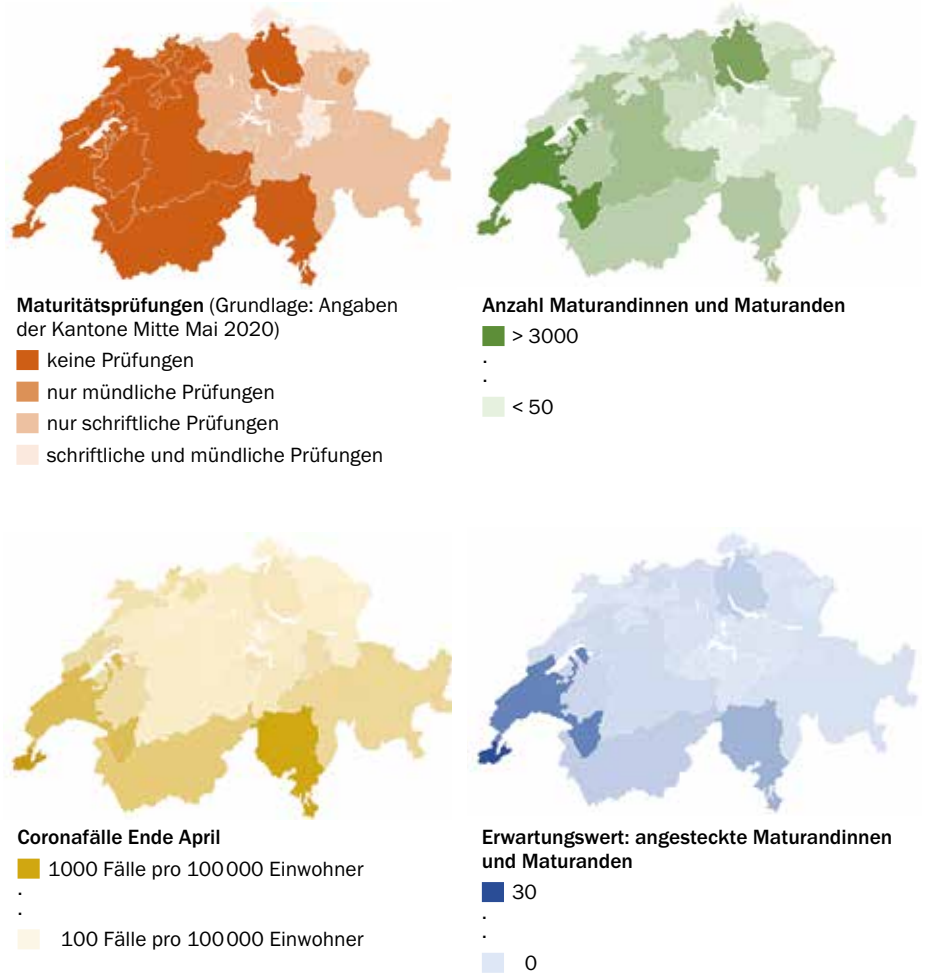 Maturitätsprüfungen (Grundlage: Angaben
der Kantone Mitte Mai 2020)
keine Prüfungen
nur mündliche Prüfungen
nur schriftliche Prüfungen
schriftliche und mündliche Prüfungen
Anzahl Maturandinnen und Maturanden
> 3000
.
.
< 50
Coronafälle Ende April
1000 Fälle pro 100 000 Einwohner
.
.
100 Fälle pro 100 000 Einwohner
Erwartungswert: angesteckte Maturandinnen
und Maturanden
30
.
.
0